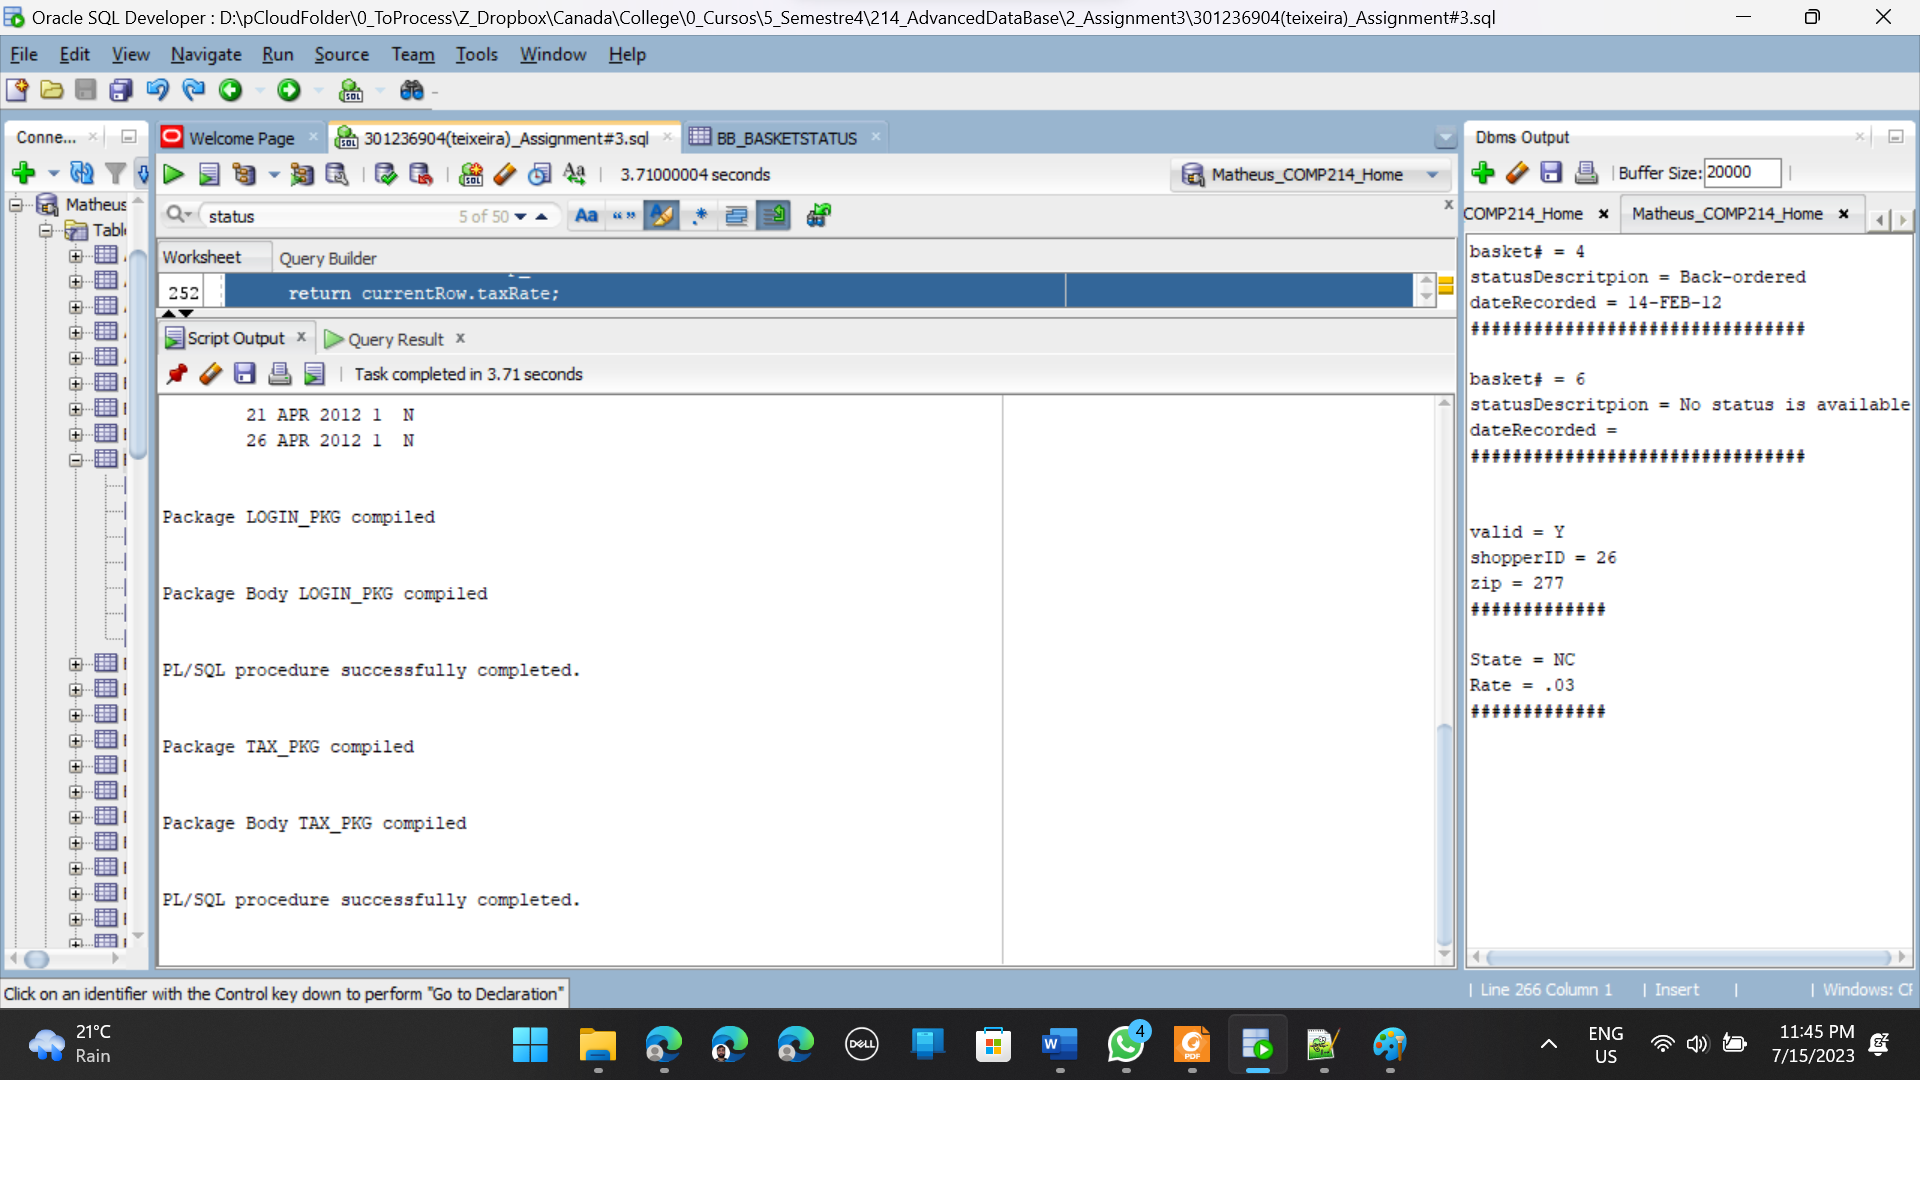 Oracle SQL Developer : D:\pCloudFolder\0_ToProcess\Z_Dropbox\Canada\College\0_Cursos\5_Semestre4\214_AdvancedDataBase\2_Assignment3\301236904(teixeira)_Assignment#3.sql
File Edit View Navigate Run Source Team Tools Window Help
Conne...
Welcome Page
301236904(teixeira)_Assignment#3.sql
BB_BASKETSTATUS
Dbms Output
3.71000004 seconds
Matheus_COMP214_Home
Buffer Size: 20000
Matheus
Tabl
status
5 of 50
COMP214_Home
Matheus_COMP214_Home
Worksheet
Query Builder
252 return currentRow.taxRate;
Script Output
Query Result
Task completed in 3.71 seconds
21 APR 2012 1 N
26 APR 2012 1 N
Package LOGIN_PKG compiled
Package Body LOGIN_PKG compiled
PL/SQL procedure successfully completed.
Package TAX_PKG compiled
Package Body TAX_PKG compiled
PL/SQL procedure successfully completed.
basket# = 4
statusDescritpion = Back-ordered
dateRecorded = 14-FEB-12
################################
basket# = 6
statusDescritpion = No status is available
dateRecorded =
################################
valid = Y
shopperID = 26
zip = 277
#############
State = NC
Rate = .03
#############
Click on an identifier with the Control key down to perform "Go to Declaration"
Line 266 Column 1
Insert
Windows: CR
21°C
Rain
DELL
W
4
PDF
ENG
US
11:45 PM
7/15/2023